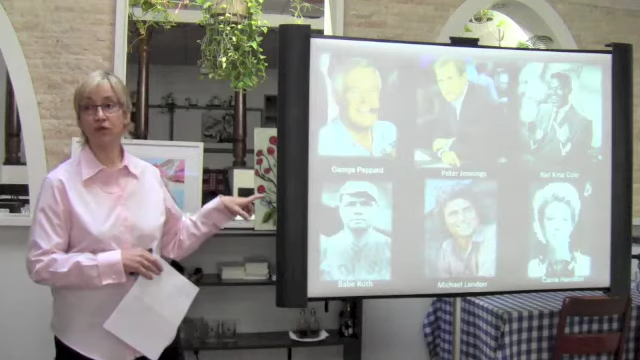 George Peppard
Peter Jennings
Nat King Cole
Babe Ruth
Michael Landon
Carrie Hamilton